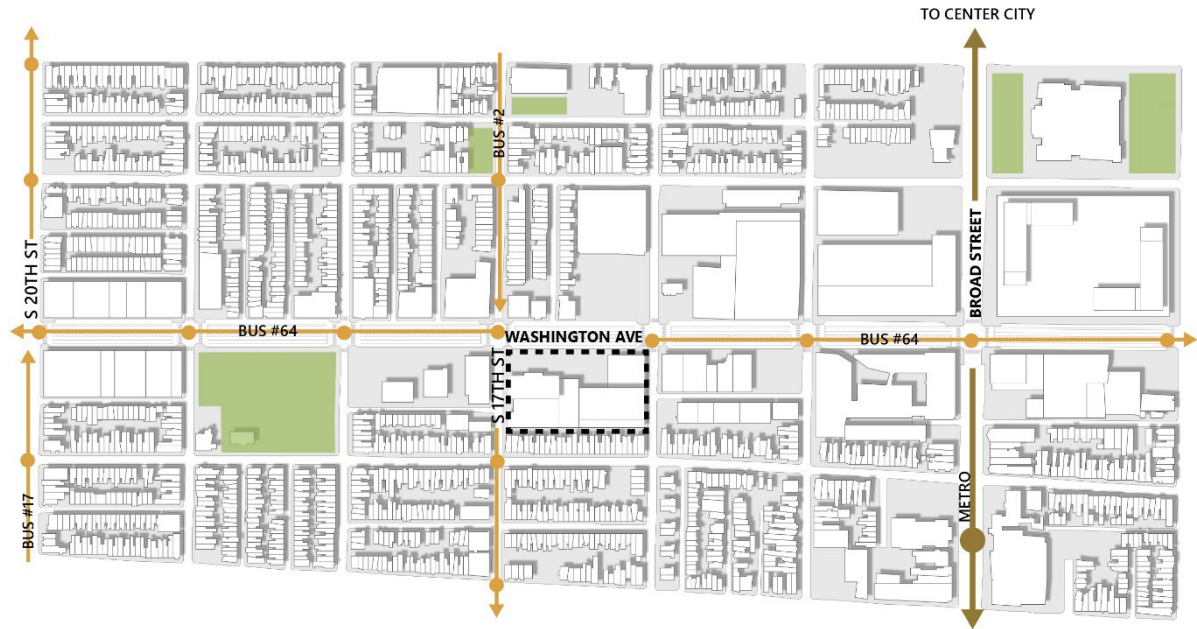 TO CENTER CITY
BUS #2
S 20TH ST
BROAD STREET
BUS #64
WASHINGTON AVE
BUS #64
S 17TH ST
BUS #17
METRO